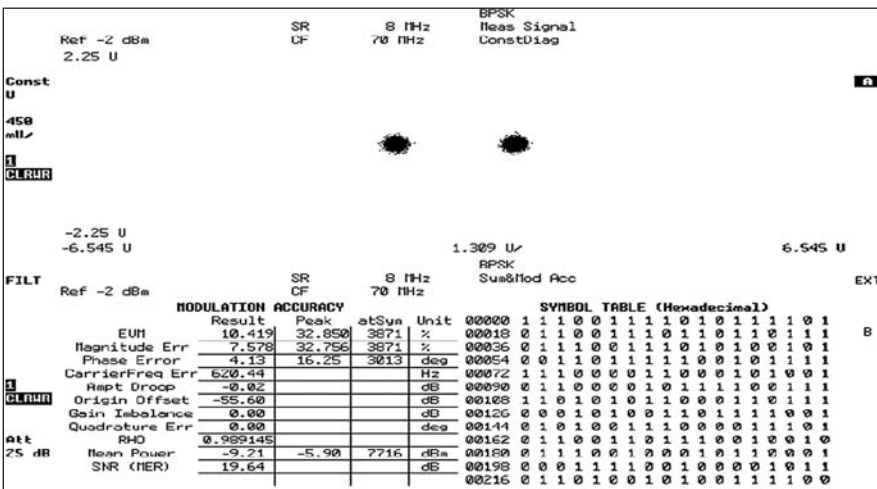 BPSK
SR 8 MHz Meas Signal
Ref -2 dBm CF 70 MHz ConstDiag
2.25 U
Const
U
A
450
mU/
1
CLRWR
-2.25 U
-6.545 U 1.309 U/ 6.545 U
BPSK
FILT SR 8 MHz Sum&Mod Acc EXT
Ref -2 dBm CF 70 MHz
MODULATION ACCURACY SYMBOL TABLE (Hexadecimal)
Result Peak atSym Unit 00000 1 1 1 0 0 1 1 1 1 0 1 0 1 1 1 1 0 1
EVM 10.419 32.850 3871 % 00018 0 1 1 1 0 1 1 1 0 1 1 0 1 1 0 1 1 1 B
Magnitude Err 7.578 32.756 3871 % 00036 0 1 1 1 0 0 1 1 1 0 1 0 1 0 0 1 0 1
Phase Error 4.13 16.25 3013 deg 00054 0 0 1 1 0 1 1 1 1 1 0 0 1 0 1 1 1 1
CarrierFreq Err 620.44 Hz 00072 1 1 1 0 0 0 0 1 1 0 0 1 0 0 1 0 0 1
1
CLRWR
Ampt Droop -0.02 dB 00090 0 1 1 0 0 0 0 1 0 1 1 1 1 0 0 1 1 1
Origin Offset -55.60 dB 00108 1 1 0 1 0 1 0 1 1 0 0 0 1 1 0 1 1 0
Gain Imbalance 0.00 dB 00126 0 0 0 1 0 1 0 0 1 1 0 1 1 1 1 0 0 1
Quadrature Err 0.00 deg 00144 0 1 0 1 1 1 1 0 0 0 0 0 1 1 1 1 0 1
Att
25 dB
RHO 0.989145 00162 0 1 1 0 0 1 1 0 1 0 1 1 1 0 0 1 0
Mean Power -9.21 -5.90 7716 dBm 00180 0 0 1 1 0 1 1 1 0 0 1 1 0 0 0 1 1 1
SNR (MER) 19.64 dB 00198 0 0 0 1 1 1 1 0 0 1 0 0 0 0 1 0 1 1
00216 0 1 1 0 1 0 0 1 0 1 0 0 1 1 1 1 0 0